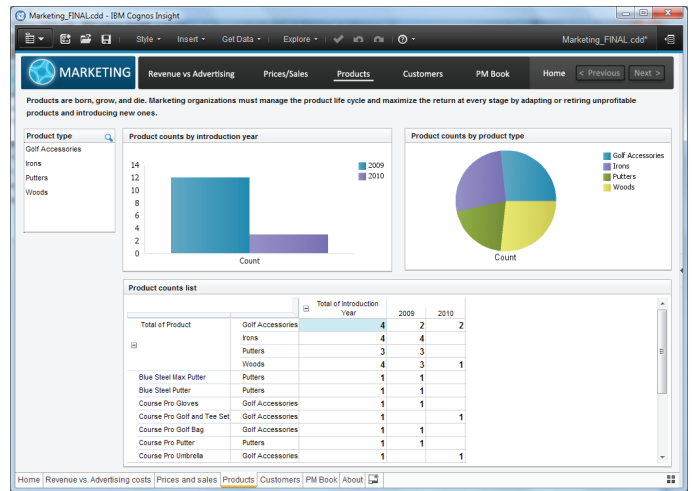 Marketing_FINAL.cdd - IBM Cognos Insight
Style Insert Get Data Explore Marketing_FINAL.cdd*
MARKETING Revenue vs Advertising Prices/Sales Products Customers PM Book Home < Previous Next >
Products are born, grow, and die. Marketing organizations must manage the product life cycle and maximize the return at every stage by adapting or retiring unprofitable
products and introducing new ones.
Product type
Golf Accessories
Irons
Putters
Woods
Product counts by introduction year
14
12
10
8
6
4
2
0
Count
2009
2010
Product counts by product type
Golf Accessories
Irons
Putters
Woods
Count
Product counts list
Total of Introduction
Year 2009 2010
Total of Product Golf Accessories 4 2 2
Irons 4 4
Putters 3 3
Woods 4 3 1
Blue Steel Max Putter Putters 1 1
Blue Steel Putter Putters 1 1
Course Pro Gloves Golf Accessories 1 1
Course Pro Golf and Tee Set Golf Accessories 1 1
Course Pro Golf Bag Golf Accessories 1 1
Course Pro Putter Putters 1 1
Course Pro Umbrella Golf Accessories 1 1
Home Revenue vs. Advertising costs Prices and sales Products Customers PM Book About